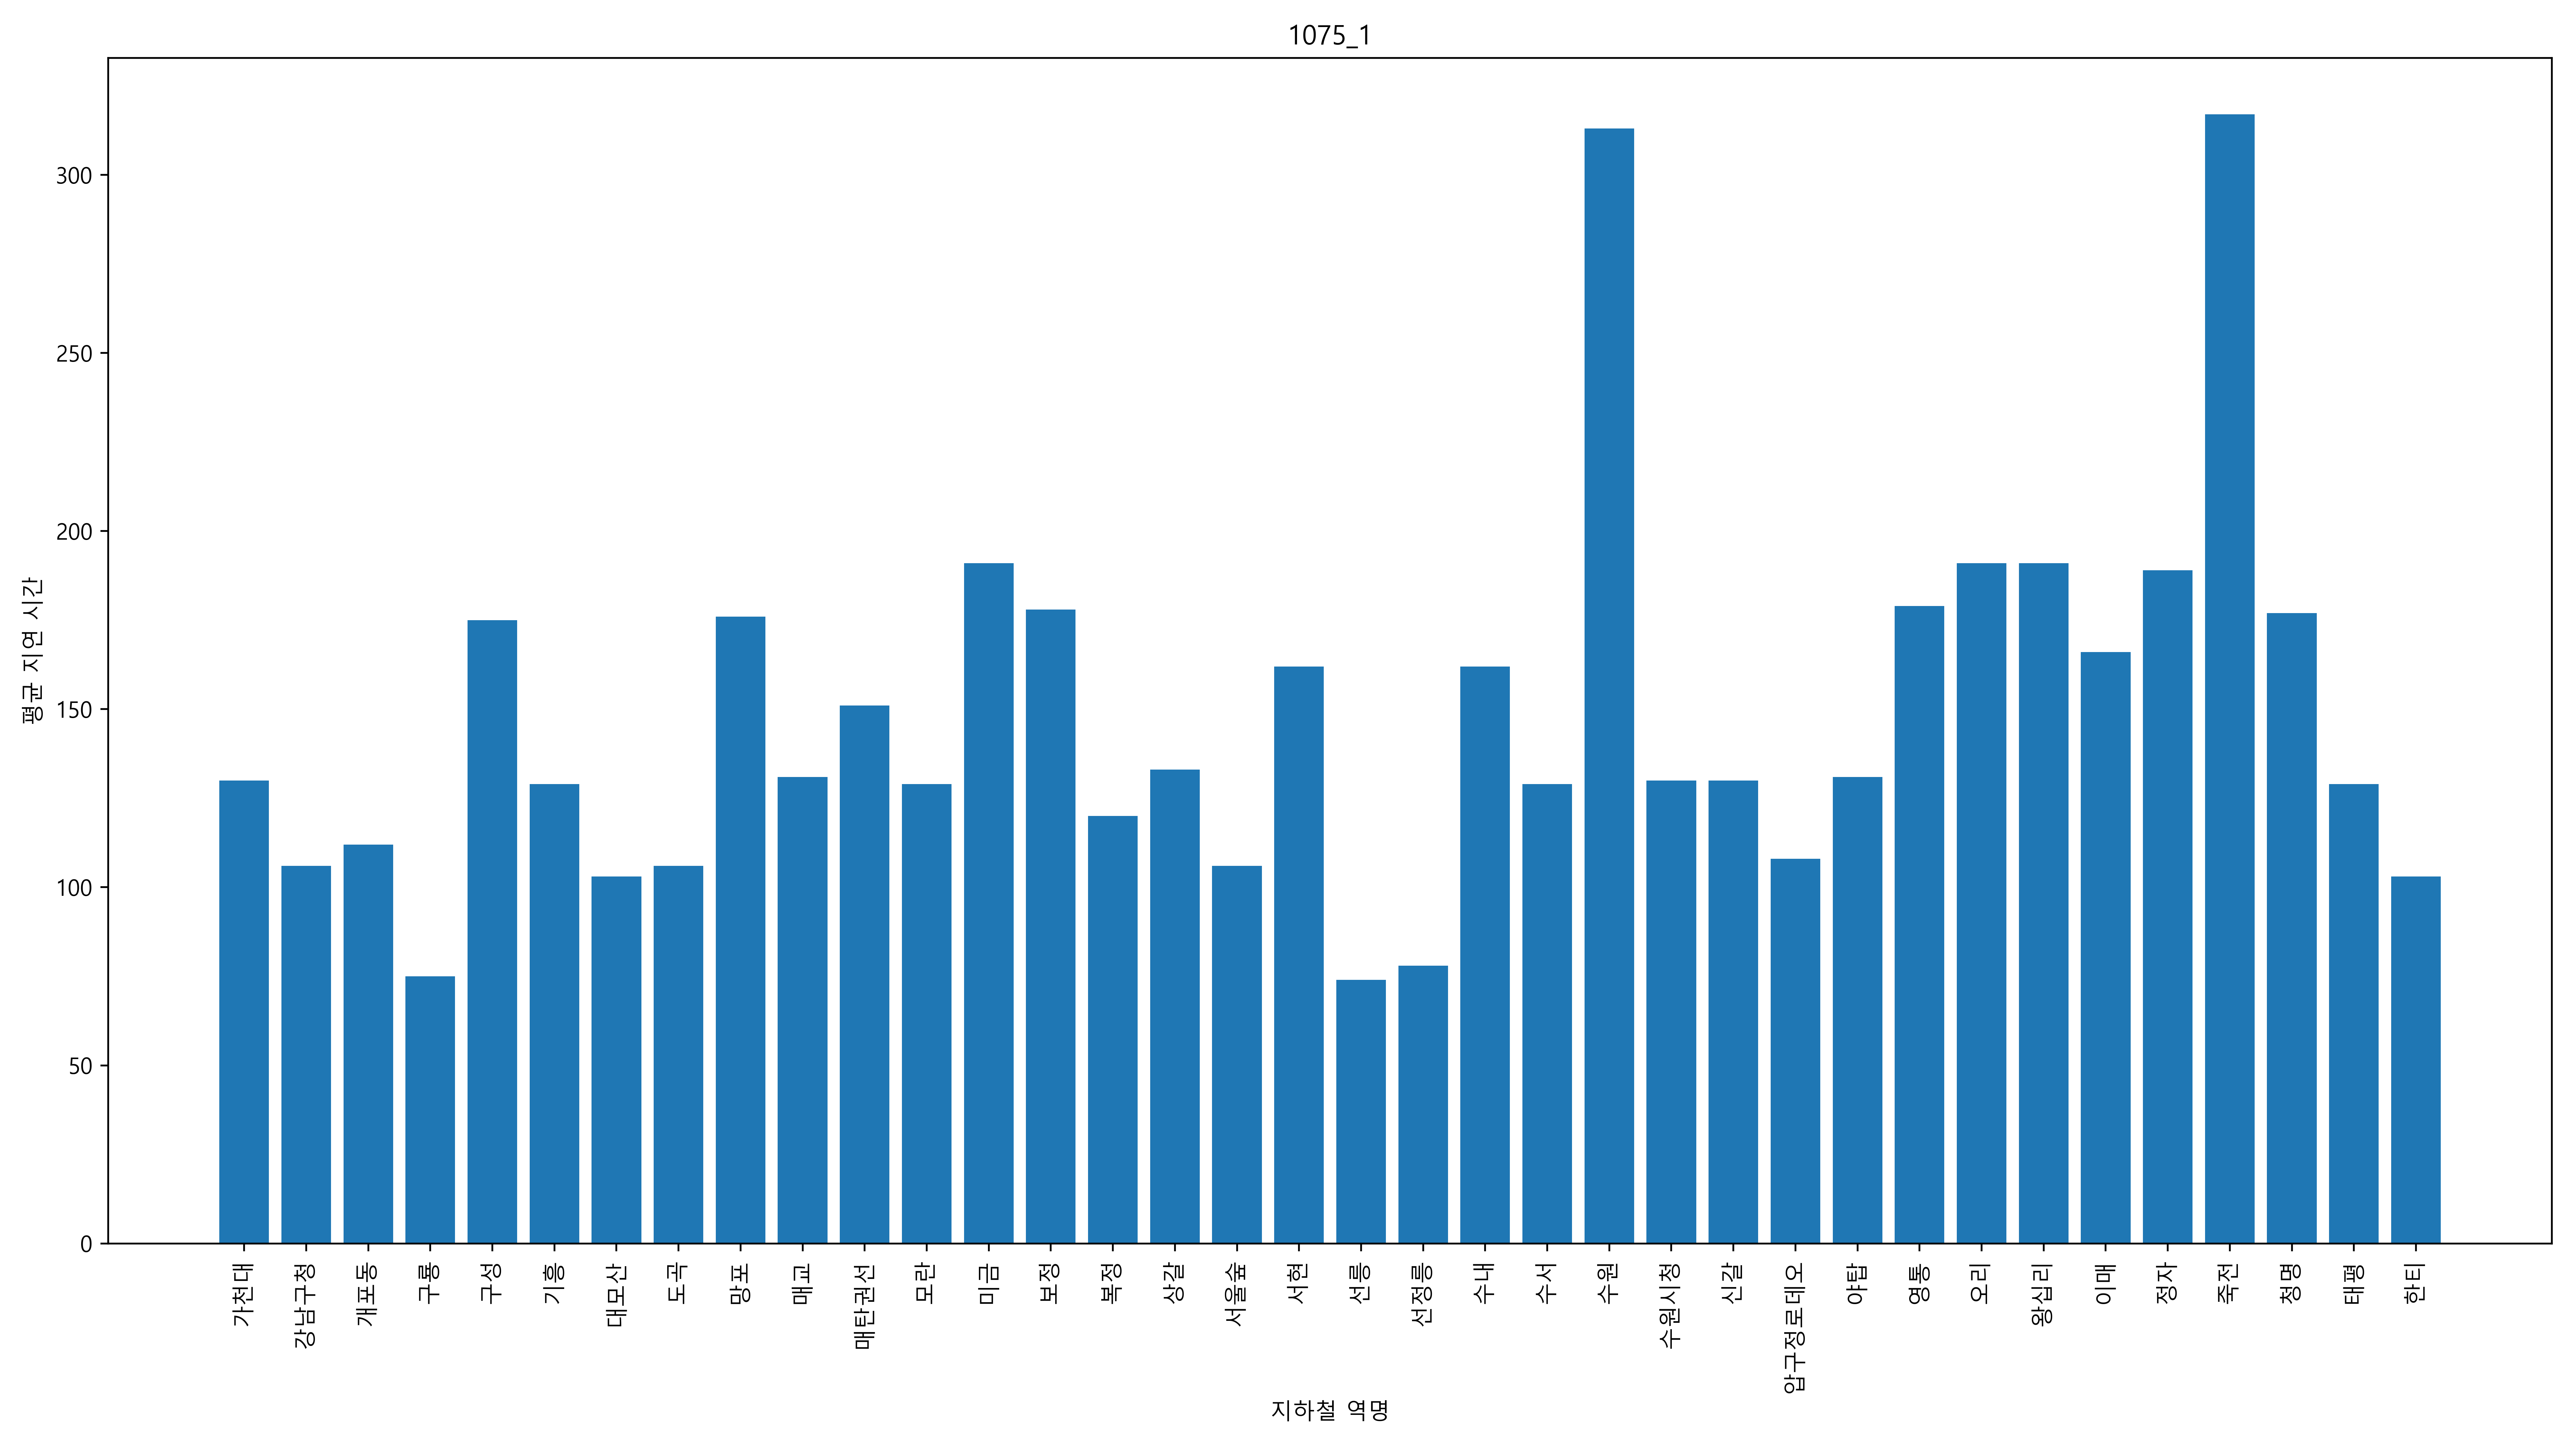 1075_1
평균 지연 시간
300
250
200
150
100
50
0
가천대
강남구청
개포동
구룡
구성
기흥
대모산
도곡
망포
매교
매탄권선
모란
미금
보정
복정
상갈
서울숲
서현
선릉
선정릉
수내
수서
수원
수원시청
신갈
압구정로데오
야탑
영통
오리
왕십리
이매
정자
죽전
청명
태평
한티
지하철 역명